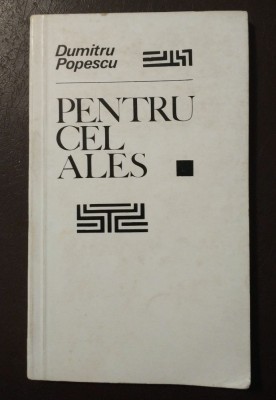 Dumitru
Popescu
PENTRU
CEL
ALES